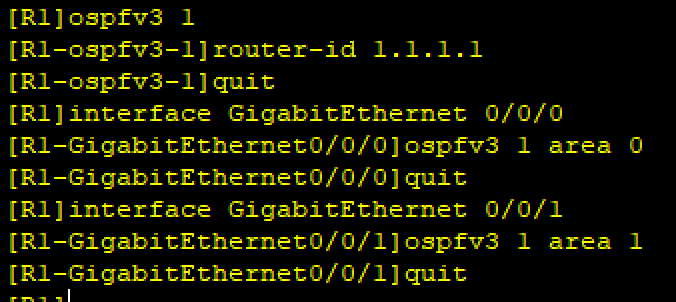 [R1]ospfv3 1
[R1-ospfv3-1]router-id 1.1.1.1
[R1-ospfv3-1]quit
[R1]interface GigabitEthernet 0/0/0
[R1-GigabitEthernet0/0/0]ospfv3 1 area 0
[R1-GigabitEthernet0/0/0]quit
[R1]interface GigabitEthernet 0/0/1
[R1-GigabitEthernet0/0/1]ospfv3 1 area 1
[R1-GigabitEthernet0/0/1]quit
[R1]